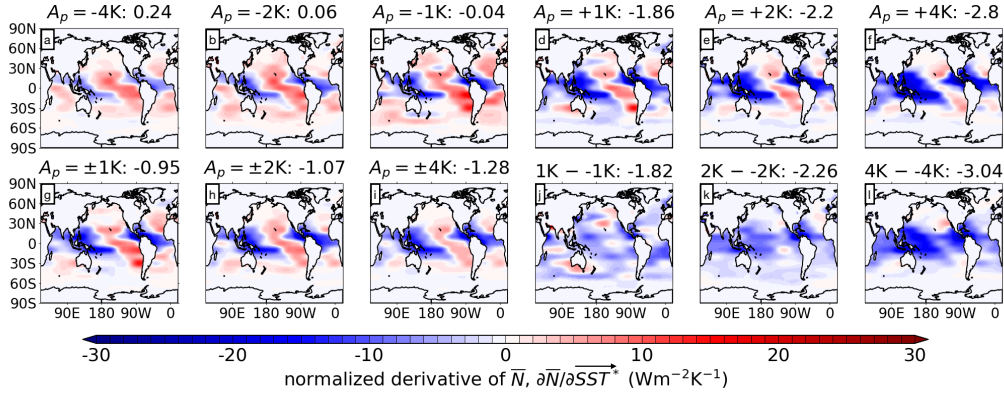 A_p = -4K: 0.24 A_p = -2K: 0.06 A_p = -1K: -0.04 A_p = +1K: -1.86 A_p = +2K: -2.2 A_p = +4K: -2.8
90N a b c d e f
60N
30N
0
30S
60S
90S
A_p = ±1K: -0.95 A_p = ±2K: -1.07 A_p = ±4K: -1.28 1K − -1K: -1.82 2K − -2K: -2.26 4K − -4K: -3.04
90N g h i j k l
60N
30N
0
30S
60S
90S
90E 180 90W 0 90E 180 90W 0 90E 180 90W 0 90E 180 90W 0 90E 180 90W 0 90E 180 90W 0
-30 -20 -10 0 10 20 30
normalized derivative of N̅, ∂N̅/∂SST⃗* (Wm⁻²K⁻¹)